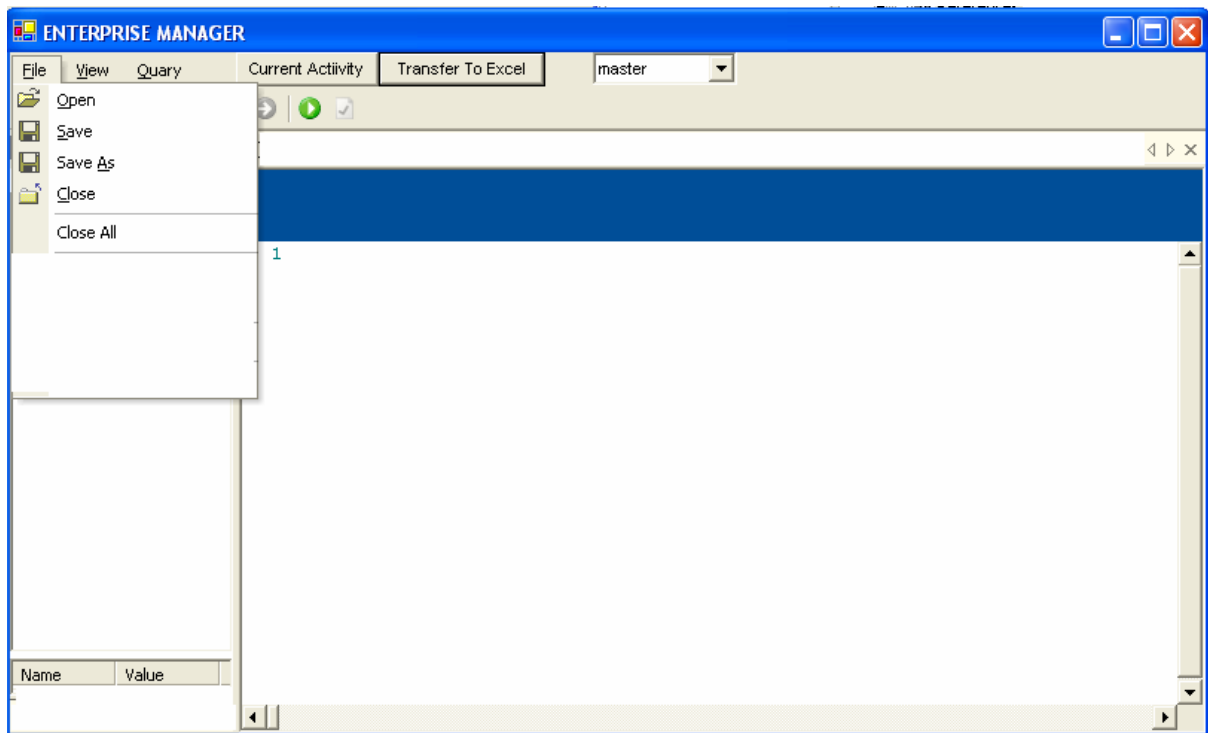 ENTERPRISE MANAGER
File View Quary Current Actiivity Transfer To Excel master
Open
Save
Save As
Close
Close All
1
Name Value